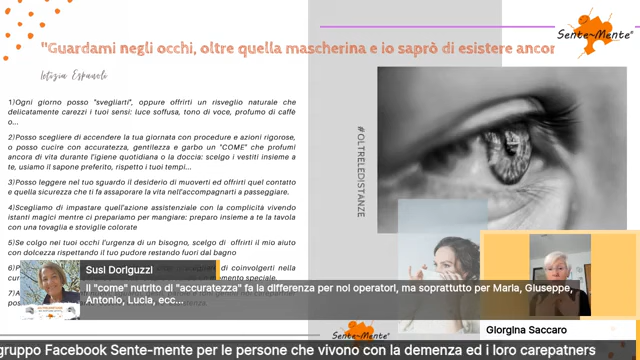 "Guardami negli occhi, oltre quella mascherina e io saprò di esistere ancor
Sente~Mente®
Letizia Espanoli
1)Ogni giorno posso "svegliarti", oppure offrirti un risveglio naturale che
delicatamente carezzi i tuoi sensi: luce soffusa, tono di voce, profumo di caffè
o...
2)Posso scegliere di accendere la tua giornata con procedure e azioni rigorose,
o posso cucire con accuratezza, gentilezza e garbo un "COME" che profumi
ancora di vita durante l'igiene quotidiana o la doccia: scelgo i vestiti insieme a
te, usiamo il sapone preferito, rispetto i tuoi tempi...
3)Posso leggere nel tuo sguardo il desiderio di muoverti ed offrirti quel contatto
e quella sicurezza che ti fa assaporare la vita nell'accompagnarti a passeggiare.
4)Scegliamo di impastare quell'azione assistenziale con la complicità vivendo
istanti magici mentre ci prepariamo per mangiare: preparo insieme a te la tavola
con una tovaglia e stoviglie colorate
5)Se colgo nei tuoi occhi l'urgenza di un bisogno, scelgo di offrirti il mio aiuto
con dolcezza rispettando il tuo pudore restando fuori dal bagno
6)P
di coinvolgerti nella
cu
emento speciale.
7)A
#OLTRELEDISTANZE
Susi Doriguzzi
Il "come" nutrito di "accuratezza" fa la differenza per noi operatori, ma soprattutto per Maria, Giuseppe,
Antonio, Lucia, ecc...
Giorgina Saccaro
Sente~Mente®
gruppo Facebook Sente-mente per le persone che vivono con la demenza ed i loro carepatners